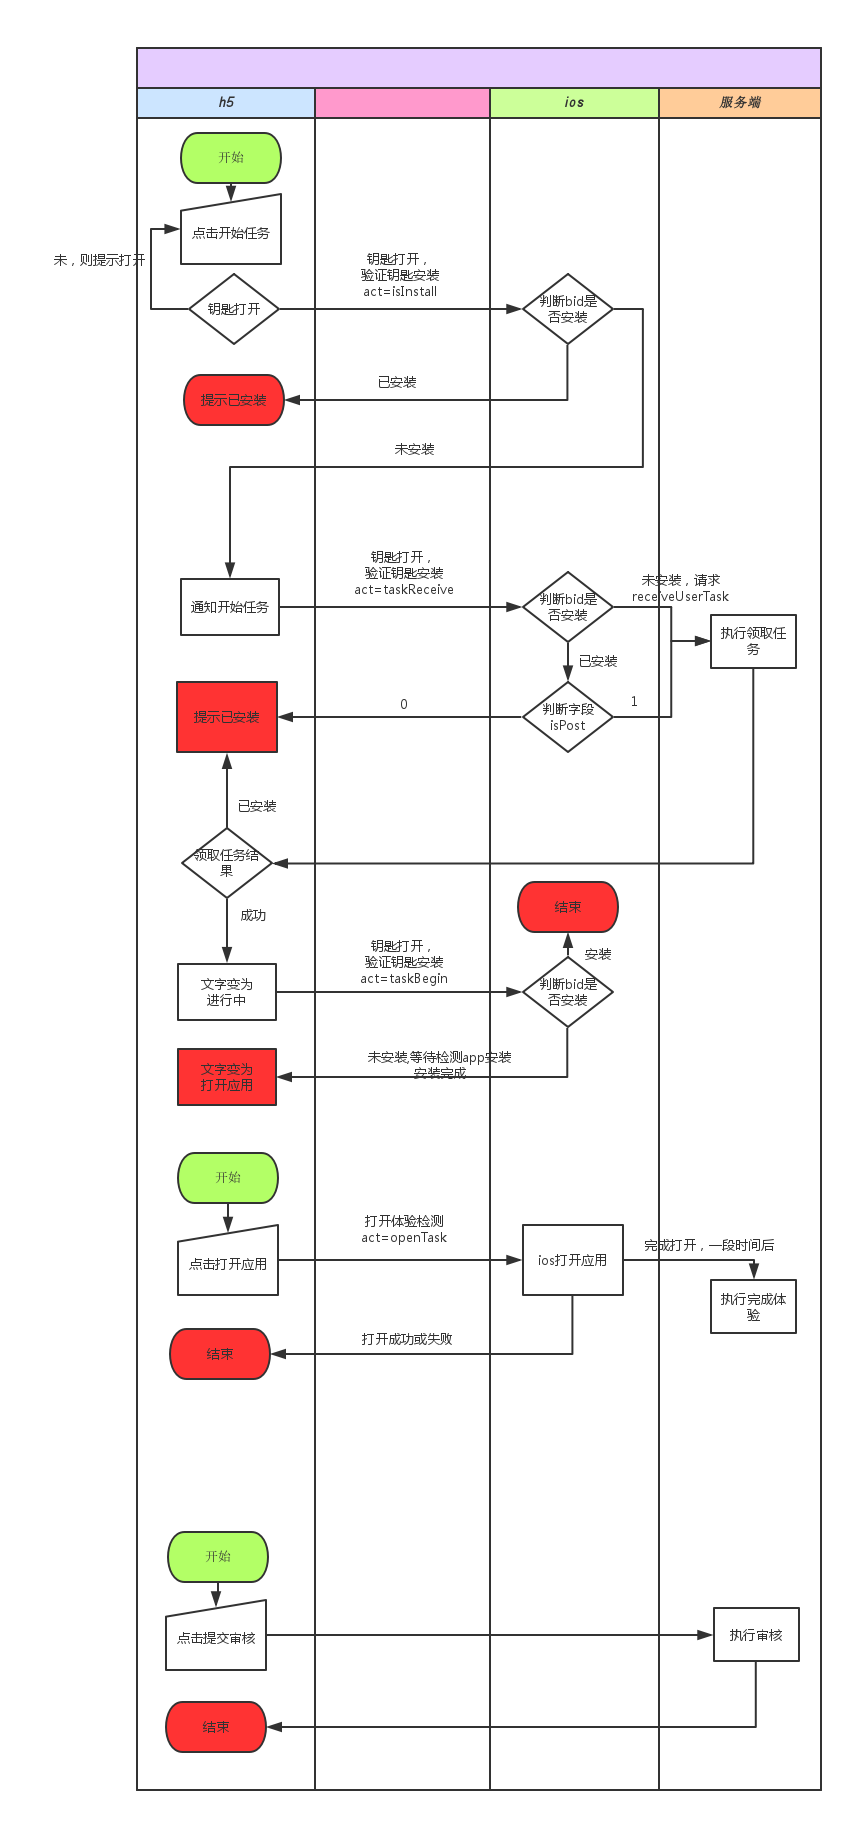 h5
ios
服务端
开始
点击开始任务
未，则提示打开
钥匙打开
钥匙打开，
验证钥匙安装
act=isInstall
判断bid是
否安装
已安装
提示已安装
未安装
钥匙打开，
验证钥匙安装
act=taskReceive
通知开始任务
判断bid是
否安装
未安装，请求
receiveUserTask
执行领取任
务
已安装
提示已安装
0
判断字段
isPost
1
已安装
领取任务结
果
成功
结束
安装
钥匙打开，
验证钥匙安装
act=taskBegin
文字变为
进行中
判断bid是
否安装
未安装,等待检测app安装
安装完成
文字变为
打开应用
开始
点击打开应用
打开体验检测
act=openTask
ios打开应用
完成打开，一段时间后
执行完成体
验
打开成功或失败
结束
开始
点击提交审核
执行审核
结束